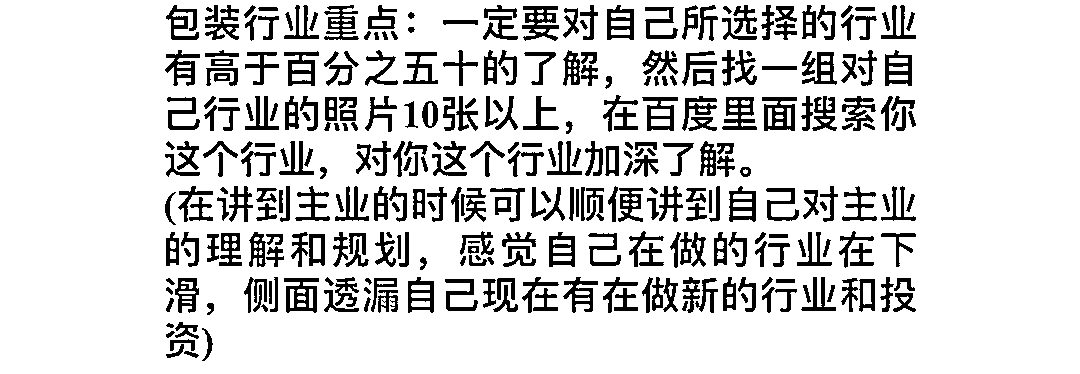 包装行业重点：一定要对自己所选择的行业
有高于百分之五十的了解，然后找一组对自
己行业的照片10张以上，在百度里面搜索你
这个行业，对你这个行业加深了解。
(在讲到主业的时候可以顺便讲到自己对主业
的理解和规划，感觉自己在做的行业在下
滑，侧面透漏自己现在有在做新的行业和投
资)